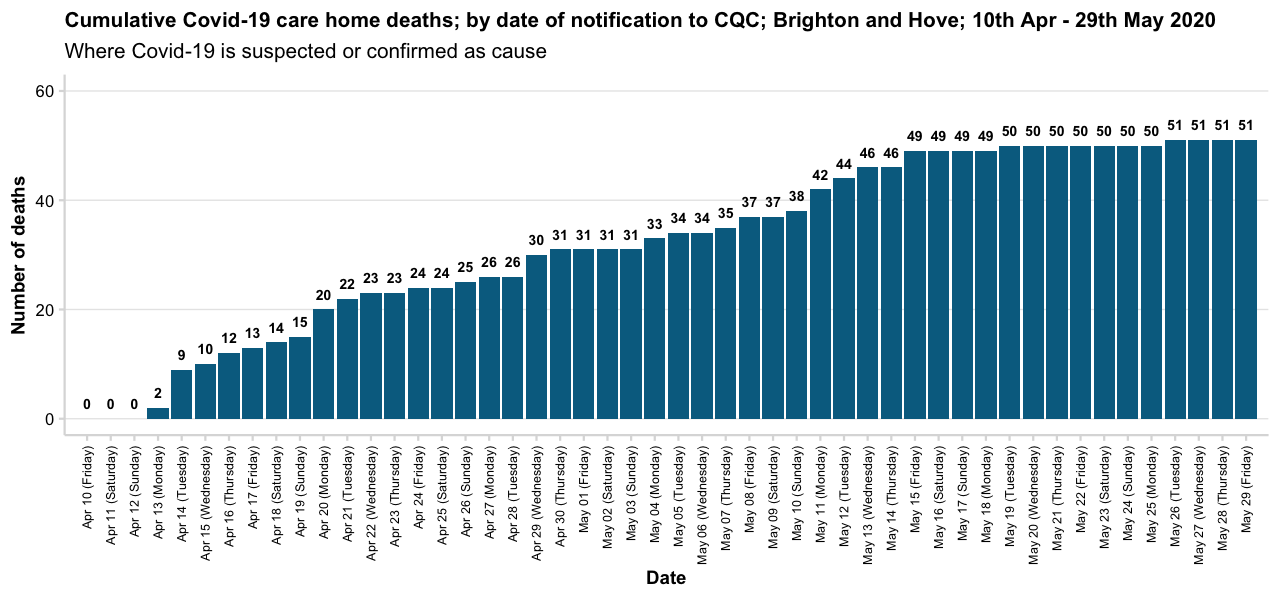 Cumulative Covid-19 care home deaths; by date of notification to CQC; Brighton and Hove; 10th Apr - 29th May 2020
Where Covid-19 is suspected or confirmed as cause
Number of deaths
60
40
20
0
0 0 0 2 9 10 12 13 14 15 20 22 23 23 24 24 25 26 26 30 31 31 31 31 33 34 34 35 37 37 38 42 44 46 46 49 49 49 49 50 50 50 50 50 50 50 51 51 51 51
Apr 10 (Friday)
Apr 11 (Saturday)
Apr 12 (Sunday)
Apr 13 (Monday)
Apr 14 (Tuesday)
Apr 15 (Wednesday)
Apr 16 (Thursday)
Apr 17 (Friday)
Apr 18 (Saturday)
Apr 19 (Sunday)
Apr 20 (Monday)
Apr 21 (Tuesday)
Apr 22 (Wednesday)
Apr 23 (Thursday)
Apr 24 (Friday)
Apr 25 (Saturday)
Apr 26 (Sunday)
Apr 27 (Monday)
Apr 28 (Tuesday)
Apr 29 (Wednesday)
Apr 30 (Thursday)
May 01 (Friday)
May 02 (Saturday)
May 03 (Sunday)
May 04 (Monday)
May 05 (Tuesday)
May 06 (Wednesday)
May 07 (Thursday)
May 08 (Friday)
May 09 (Saturday)
May 10 (Sunday)
May 11 (Monday)
May 12 (Tuesday)
May 13 (Wednesday)
May 14 (Thursday)
May 15 (Friday)
May 16 (Saturday)
May 17 (Sunday)
May 18 (Monday)
May 19 (Tuesday)
May 20 (Wednesday)
May 21 (Thursday)
May 22 (Friday)
May 23 (Saturday)
May 24 (Sunday)
May 25 (Monday)
May 26 (Tuesday)
May 27 (Wednesday)
May 28 (Thursday)
May 29 (Friday)
Date